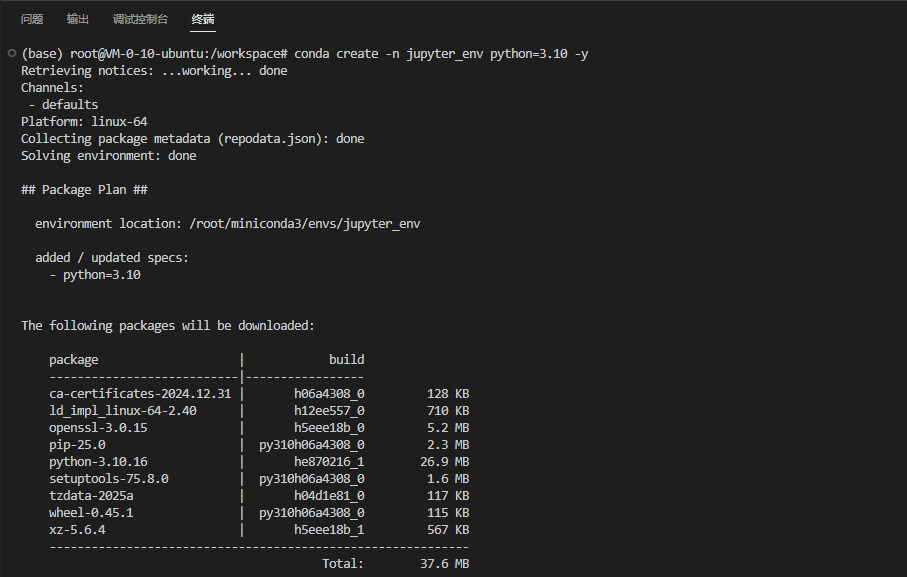 问题 输出 调试控制台 终端
(base) root@VM-0-10-ubuntu:/workspace# conda create -n jupyter_env python=3.10 -y
Retrieving notices: ...working... done
Channels:
 - defaults
Platform: linux-64
Collecting package metadata (repodata.json): done
Solving environment: done
## Package Plan ##
  environment location: /root/miniconda3/envs/jupyter_env
  added / updated specs:
    - python=3.10
The following packages will be downloaded:
    package                    |            build
    ---------------------------|-----------------
    ca-certificates-2024.12.31 |       h06a4308_0         128 KB
    ld_impl_linux-64-2.40      |       h12ee557_0         710 KB
    openssl-3.0.15             |       h5eee18b_0         5.2 MB
    pip-25.0                   |  py310h06a4308_0         2.3 MB
    python-3.10.16             |       he870216_1        26.9 MB
    setuptools-75.8.0          |  py310h06a4308_0         1.6 MB
    tzdata-2025a               |       h04d1e81_0         117 KB
    wheel-0.45.1               |  py310h06a4308_0         115 KB
    xz-5.6.4                   |       h5eee18b_1         567 KB
    ------------------------------------------------------------
                                           Total:        37.6 MB